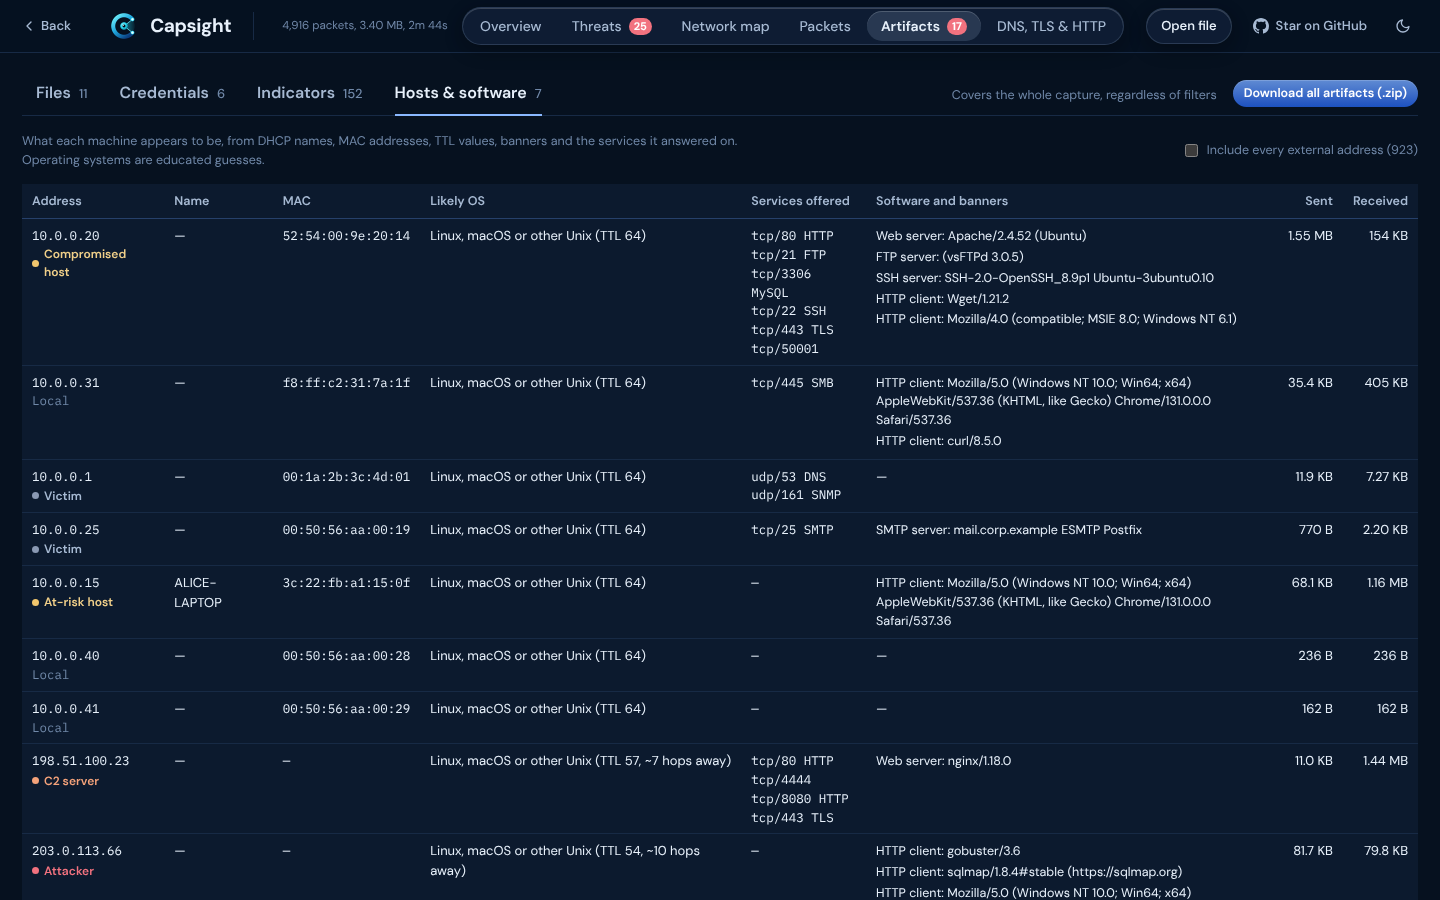 Back
Capsight
4,916 packets, 3.40 MB, 2m 44s
Overview
Threats 25
Network map
Packets
Artifacts 17
DNS, TLS & HTTP
Open file
Star on GitHub
Files 11
Credentials 6
Indicators 152
Hosts & software 7
Covers the whole capture, regardless of filters
Download all artifacts (.zip)
What each machine appears to be, from DHCP names, MAC addresses, TTL values, banners and the services it answered on.
Operating systems are educated guesses.
Include every external address (923)
Address Name MAC Likely OS Services offered Software and banners Sent Received
10.0.0.20
Compromised
host
—
52:54:00:9e:20:14
Linux, macOS or other Unix (TTL 64)
tcp/80 HTTP
tcp/21 FTP
tcp/3306
MySQL
tcp/22 SSH
tcp/443 TLS
tcp/50001
Web server: Apache/2.4.52 (Ubuntu)
FTP server: (vsFTPd 3.0.5)
SSH server: SSH-2.0-OpenSSH_8.9p1 Ubuntu-3ubuntu0.10
HTTP client: Wget/1.21.2
HTTP client: Mozilla/4.0 (compatible; MSIE 8.0; Windows NT 6.1)
1.55 MB
154 KB
10.0.0.31
Local
—
f8:ff:c2:31:7a:1f
Linux, macOS or other Unix (TTL 64)
tcp/445 SMB
HTTP client: Mozilla/5.0 (Windows NT 10.0; Win64; x64)
AppleWebKit/537.36 (KHTML, like Gecko) Chrome/131.0.0.0
Safari/537.36
HTTP client: curl/8.5.0
35.4 KB
405 KB
10.0.0.1
Victim
—
00:1a:2b:3c:4d:01
Linux, macOS or other Unix (TTL 64)
udp/53 DNS
udp/161 SNMP
—
11.9 KB
7.27 KB
10.0.0.25
Victim
—
00:50:56:aa:00:19
Linux, macOS or other Unix (TTL 64)
tcp/25 SMTP
SMTP server: mail.corp.example ESMTP Postfix
770 B
2.20 KB
10.0.0.15
At-risk host
ALICE-
LAPTOP
3c:22:fb:a1:15:0f
Linux, macOS or other Unix (TTL 64)
—
HTTP client: Mozilla/5.0 (Windows NT 10.0; Win64; x64)
AppleWebKit/537.36 (KHTML, like Gecko) Chrome/131.0.0.0
Safari/537.36
68.1 KB
1.16 MB
10.0.0.40
Local
—
00:50:56:aa:00:28
Linux, macOS or other Unix (TTL 64)
—
—
236 B
236 B
10.0.0.41
Local
—
00:50:56:aa:00:29
Linux, macOS or other Unix (TTL 64)
—
—
162 B
162 B
198.51.100.23
C2 server
—
—
Linux, macOS or other Unix (TTL 57, ~7 hops away)
tcp/80 HTTP
tcp/4444
tcp/8080 HTTP
tcp/443 TLS
Web server: nginx/1.18.0
11.0 KB
1.44 MB
203.0.113.66
Attacker
—
—
Linux, macOS or other Unix (TTL 54, ~10 hops
away)
—
HTTP client: gobuster/3.6
HTTP client: sqlmap/1.8.4#stable (https://sqlmap.org)
HTTP client: Mozilla/5.0 (Windows NT 10.0; Win64; x64)
81.7 KB
79.8 KB